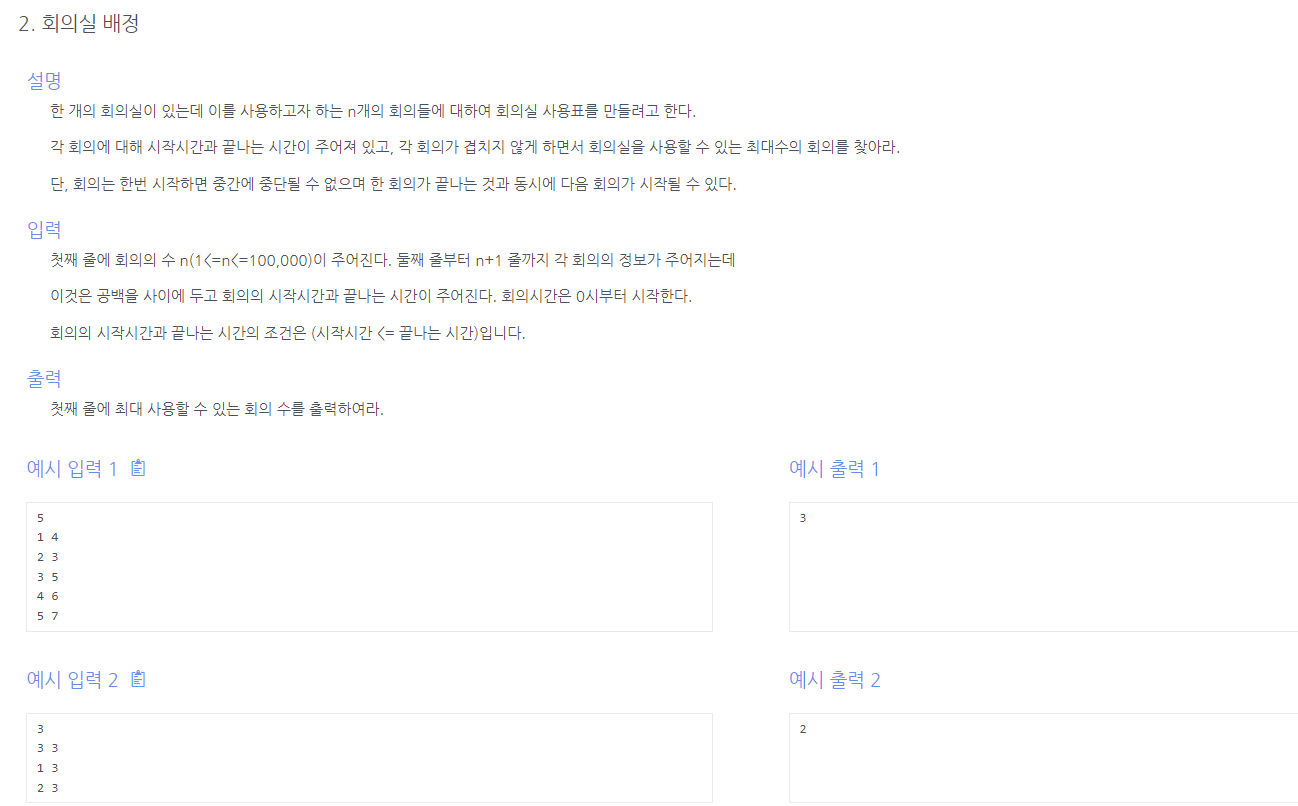 2. 회의실 배정
설명
한 개의 회의실이 있는데 이를 사용하고자 하는 n개의 회의들에 대하여 회의실 사용표를 만들려고 한다.
각 회의에 대해 시작시간과 끝나는 시간이 주어져 있고, 각 회의가 겹치지 않게 하면서 회의실을 사용할 수 있는 최대수의 회의를 찾아라.
단, 회의는 한번 시작하면 중간에 중단될 수 없으며 한 회의가 끝나는 것과 동시에 다음 회의가 시작될 수 있다.
입력
첫째 줄에 회의의 수 n(1<=n<=100,000)이 주어진다. 둘째 줄부터 n+1 줄까지 각 회의의 정보가 주어지는데
이것은 공백을 사이에 두고 회의의 시작시간과 끝나는 시간이 주어진다. 회의시간은 0시부터 시작한다.
회의의 시작시간과 끝나는 시간의 조건은 (시작시간 <= 끝나는 시간)입니다.
출력
첫째 줄에 최대 사용할 수 있는 회의 수를 출력하여라.
예시 입력 1
5
1 4
2 3
3 5
4 6
5 7
예시 출력 1
3
예시 입력 2
3
3 3
1 3
2 3
예시 출력 2
2